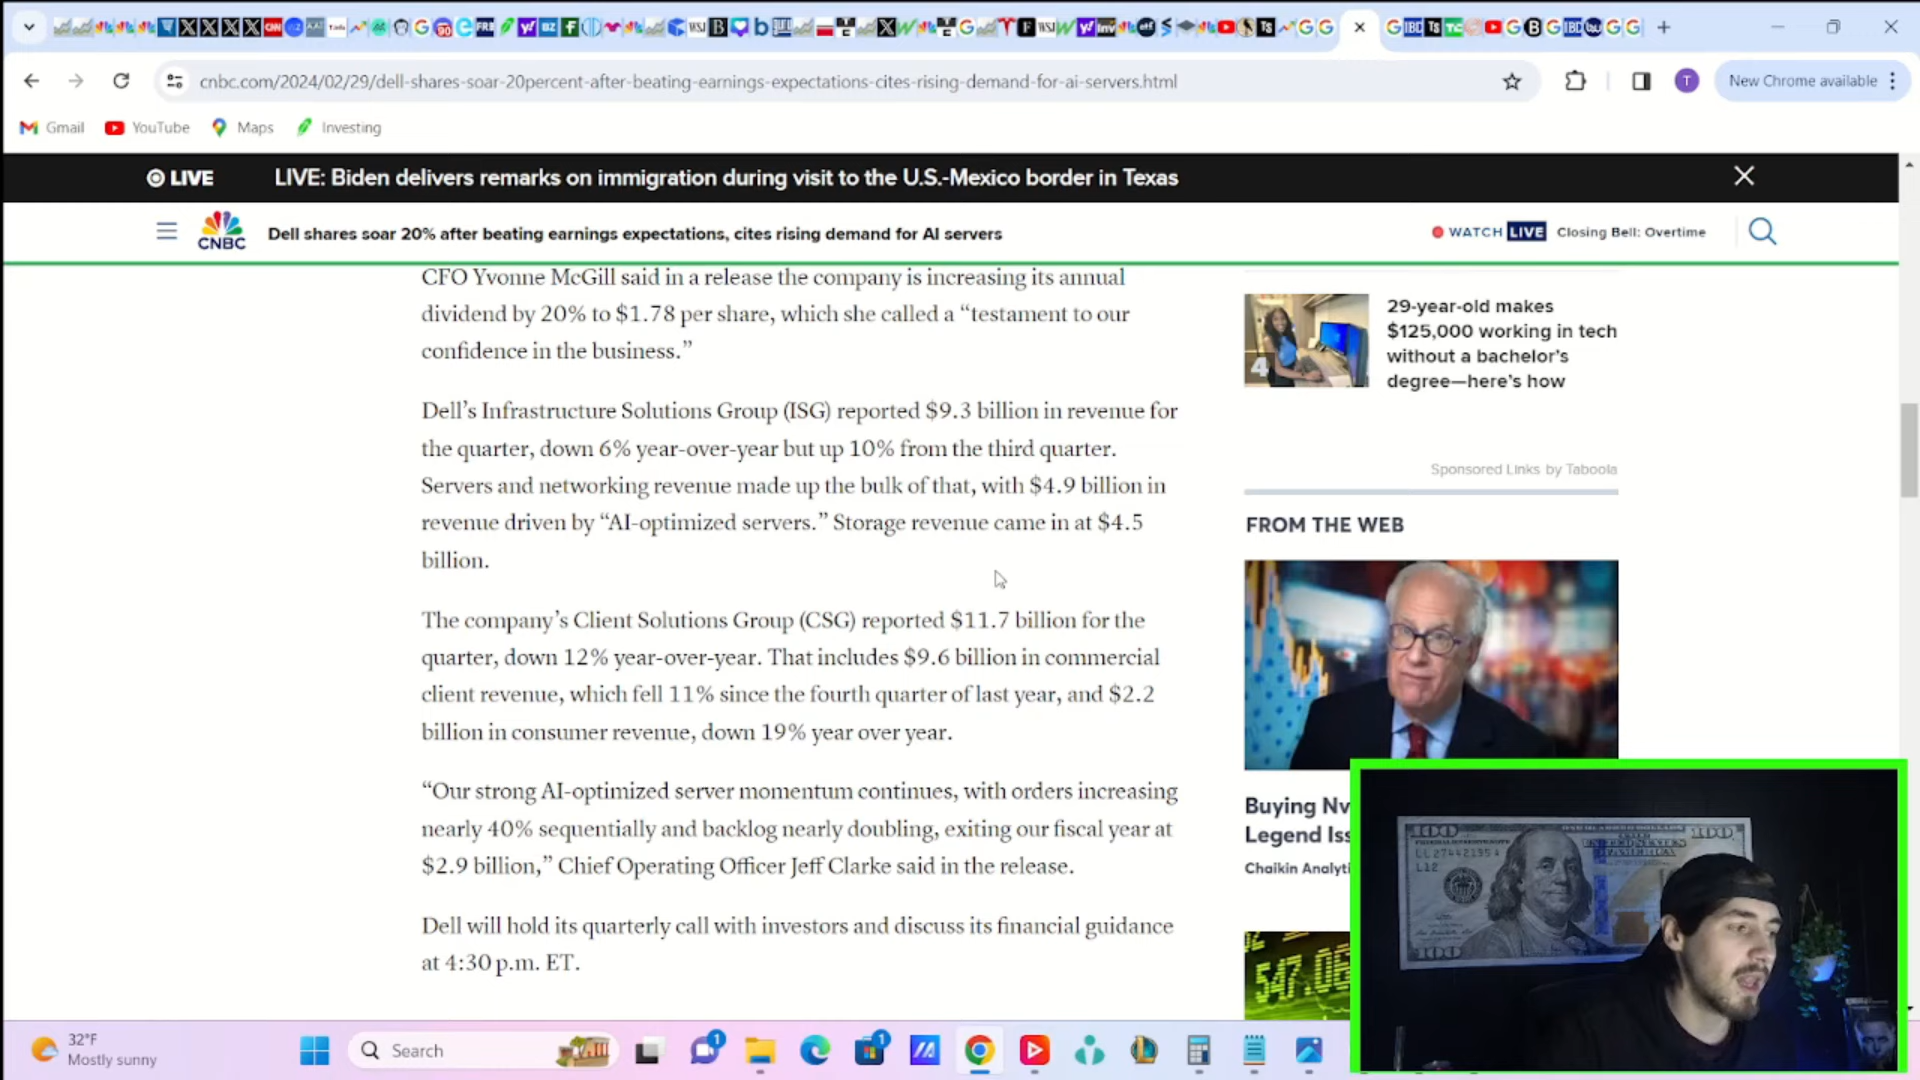 cnbc.com/2024/02/29/dell-shares-soar-20percent-after-beating-earnings-expectations-cites-rising-demand-for-ai-servers.html
T
New Chrome available
Gmail
YouTube
Maps
Investing
LIVE
LIVE: Biden delivers remarks on immigration during visit to the U.S.-Mexico border in Texas
CNBC
Dell shares soar 20% after beating earnings expectations, cites rising demand for AI servers
WATCH LIVE
Closing Bell: Overtime
CFO Yvonne McGill said in a release the company is increasing its annual
dividend by 20% to $1.78 per share, which she called a “testament to our
confidence in the business.”
Dell’s Infrastructure Solutions Group (ISG) reported $9.3 billion in revenue for
the quarter, down 6% year-over-year but up 10% from the third quarter.
Servers and networking revenue made up the bulk of that, with $4.9 billion in
revenue driven by “AI-optimized servers.” Storage revenue came in at $4.5
billion.
The company’s Client Solutions Group (CSG) reported $11.7 billion for the
quarter, down 12% year-over-year. That includes $9.6 billion in commercial
client revenue, which fell 11% since the fourth quarter of last year, and $2.2
billion in consumer revenue, down 19% year over year.
“Our strong AI-optimized server momentum continues, with orders increasing
nearly 40% sequentially and backlog nearly doubling, exiting our fiscal year at
$2.9 billion,” Chief Operating Officer Jeff Clarke said in the release.
Dell will hold its quarterly call with investors and discuss its financial guidance
at 4:30 p.m. ET.
4
29-year-old makes
$125,000 working in tech
without a bachelor’s
degree—here’s how
Sponsored Links by Taboola
FROM THE WEB
Buying Nv
Legend Iss
Chaikin Analyti
547.06
100
100
100
32°F
Mostly sunny
Search
1
1